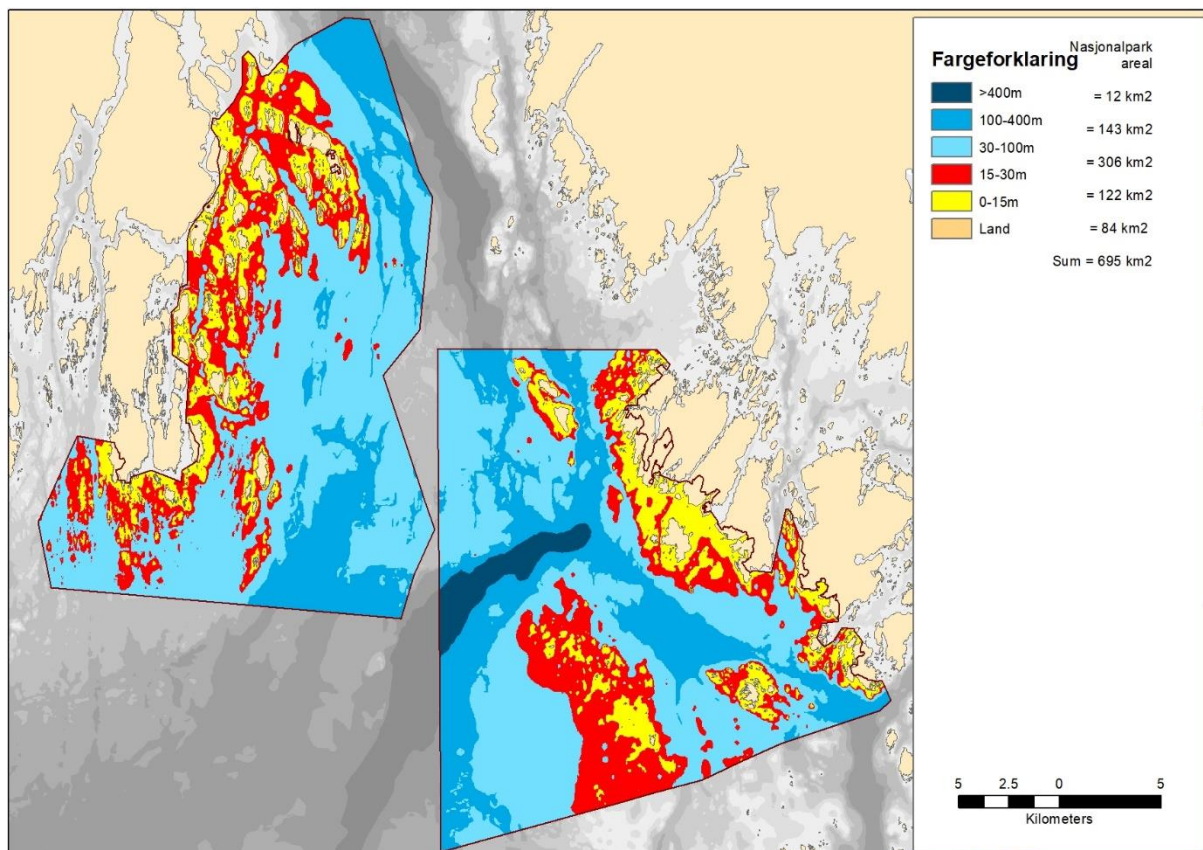 Fargeforklaring
Nasjonalpark
areal
>400m = 12 km2
100-400m = 143 km2
30-100m = 306 km2
15-30m = 122 km2
0-15m = 84 km2
Land
Sum = 695 km2
5 2.5 0 5
Kilometers